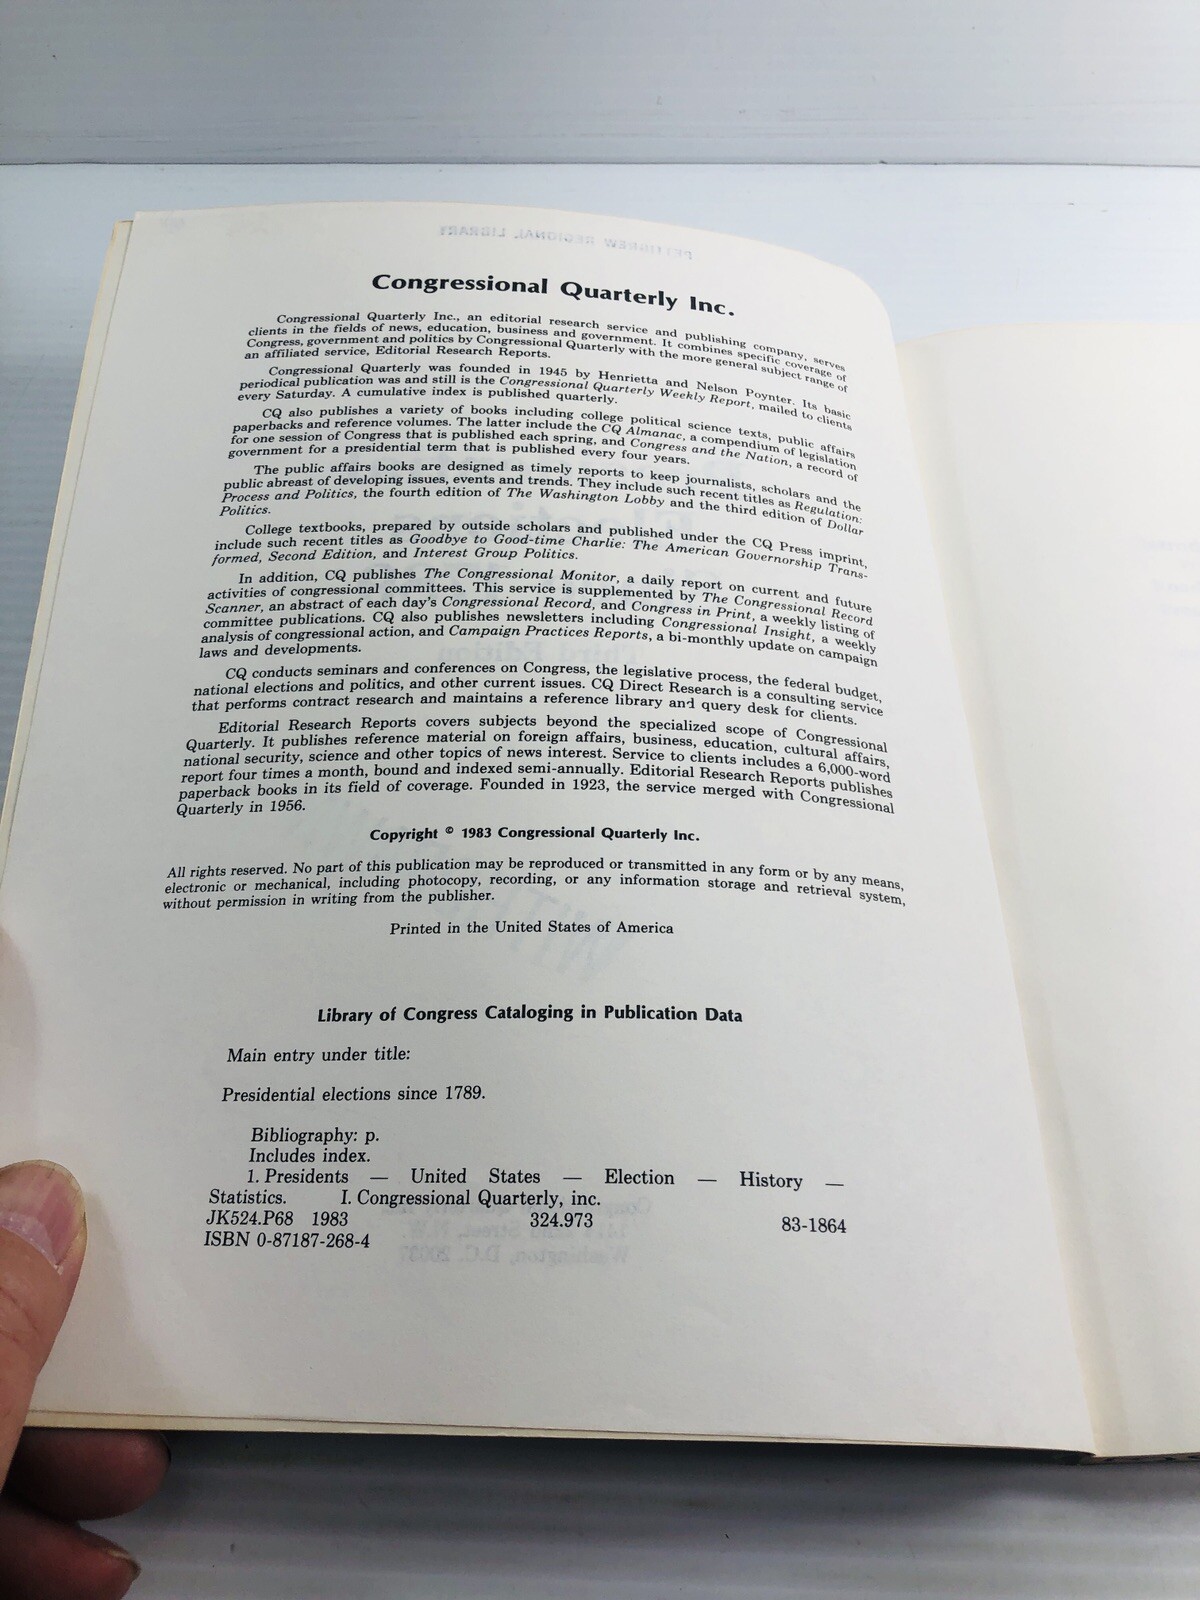 PETTIGREW REGIONAL LIBRARY
Congressional Quarterly Inc.
Congressional Quarterly Inc., an editorial research service and publishing company, serves
clients in the fields of news, education, business and government. It combines specific coverage of
Congress, government and politics by Congressional Quarterly with the more general subject range of
an affiliated service, Editorial Research Reports.
Congressional Quarterly was founded in 1945 by Henrietta and Nelson Poynter. Its basic
periodical publication was and still is the Congressional Quarterly Weekly Report, mailed to clients
every Saturday. A cumulative index is published quarterly.
CQ also publishes a variety of books including college political science texts, public affairs
paperbacks and reference volumes. The latter include the CQ Almanac, a compendium of legislation
for one session of Congress that is published each spring, and Congress and the Nation, a record of
government for a presidential term that is published every four years.
The public affairs books are designed as timely reports to keep journalists, scholars and the
public abreast of developing issues, events and trends. They include such recent titles as Regulation:
Process and Politics, the fourth edition of The Washington Lobby and the third edition of Dollar
Politics.
College textbooks, prepared by outside scholars and published under the CQ Press imprint,
include such recent titles as Goodbye to Good-time Charlie: The American Governorship Trans-
formed, Second Edition, and Interest Group Politics.
In addition, CQ publishes The Congressional Monitor, a daily report on current and future
activities of congressional committees. This service is supplemented by The Congressional Record
Scanner, an abstract of each day's Congressional Record, and Congress in Print, a weekly listing of
committee publications. CQ also publishes newsletters including Congressional Insight, a weekly
analysis of congressional action, and Campaign Practices Reports, a bi-monthly update on campaign
laws and developments.
CQ conducts seminars and conferences on Congress, the legislative process, the federal budget,
national elections and politics, and other current issues. CQ Direct Research is a consulting service
that performs contract research and maintains a reference library and query desk for clients.
Editorial Research Reports covers subjects beyond the specialized scope of Congressional
Quarterly. It publishes reference material on foreign affairs, business, education, cultural affairs,
national security, science and other topics of news interest. Service to clients includes a 6,000-word
report four times a month, bound and indexed semi-annually. Editorial Research Reports publishes
paperback books in its field of coverage. Founded in 1923, the service merged with Congressional
Quarterly in 1956.
Copyright © 1983 Congressional Quarterly Inc.
All rights reserved. No part of this publication may be reproduced or transmitted in any form or by any means,
electronic or mechanical, including photocopy, recording, or any information storage and retrieval system,
without permission in writing from the publisher.
Printed in the United States of America
Library of Congress Cataloging in Publication Data
Main entry under title:
Presidential elections since 1789.
Bibliography: p.
Includes index.
1. Presidents — United States — Election — History —
Statistics. I. Congressional Quarterly, inc.
JK524.P68 1983 324.973 83-1864
ISBN 0-87187-268-4